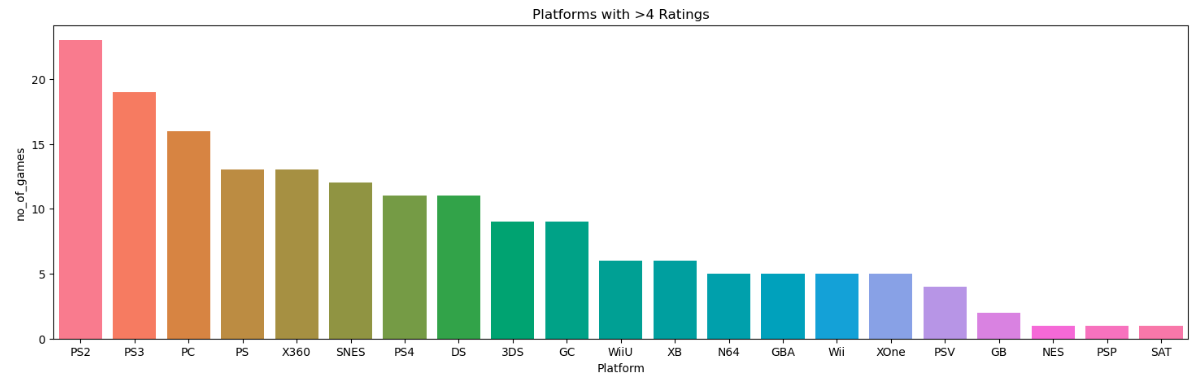 Platforms with >4 Ratings
no_of_games
20
15
10
5
0
PS2 PS3 PC PS X360 SNES PS4 DS 3DS GC WiiU XB N64 GBA Wii XOne PSV GB NES PSP SAT
Platform